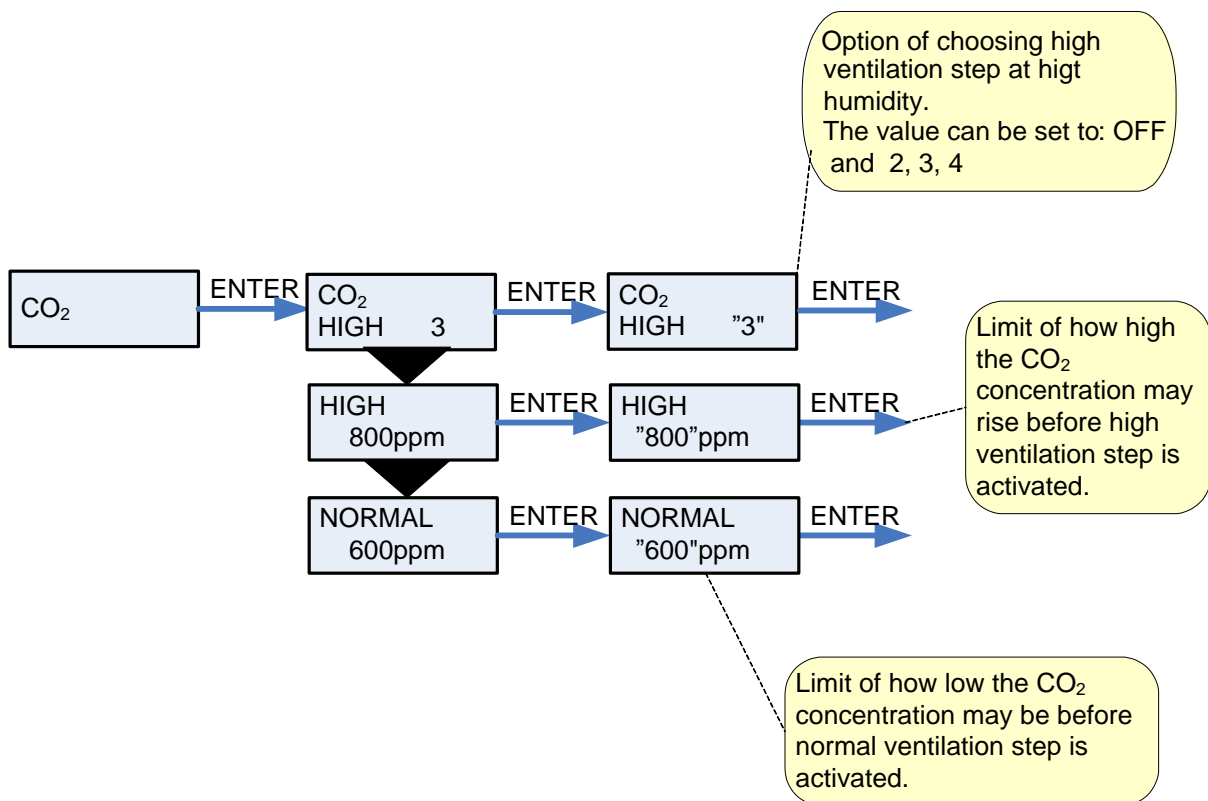 Option of choosing high
ventilation step at higt
humidity.
The value can be set to: OFF
and 2, 3, 4
CO₂
ENTER
CO₂
HIGH 3
ENTER
CO₂
HIGH ”3"
ENTER
HIGH
800ppm
ENTER
HIGH
”800”ppm
ENTER
Limit of how high
the CO₂
concentration may
rise before high
ventilation step is
activated.
NORMAL
600ppm
ENTER
NORMAL
”600"ppm
ENTER
Limit of how low the CO₂
concentration may be before
normal ventilation step is
activated.